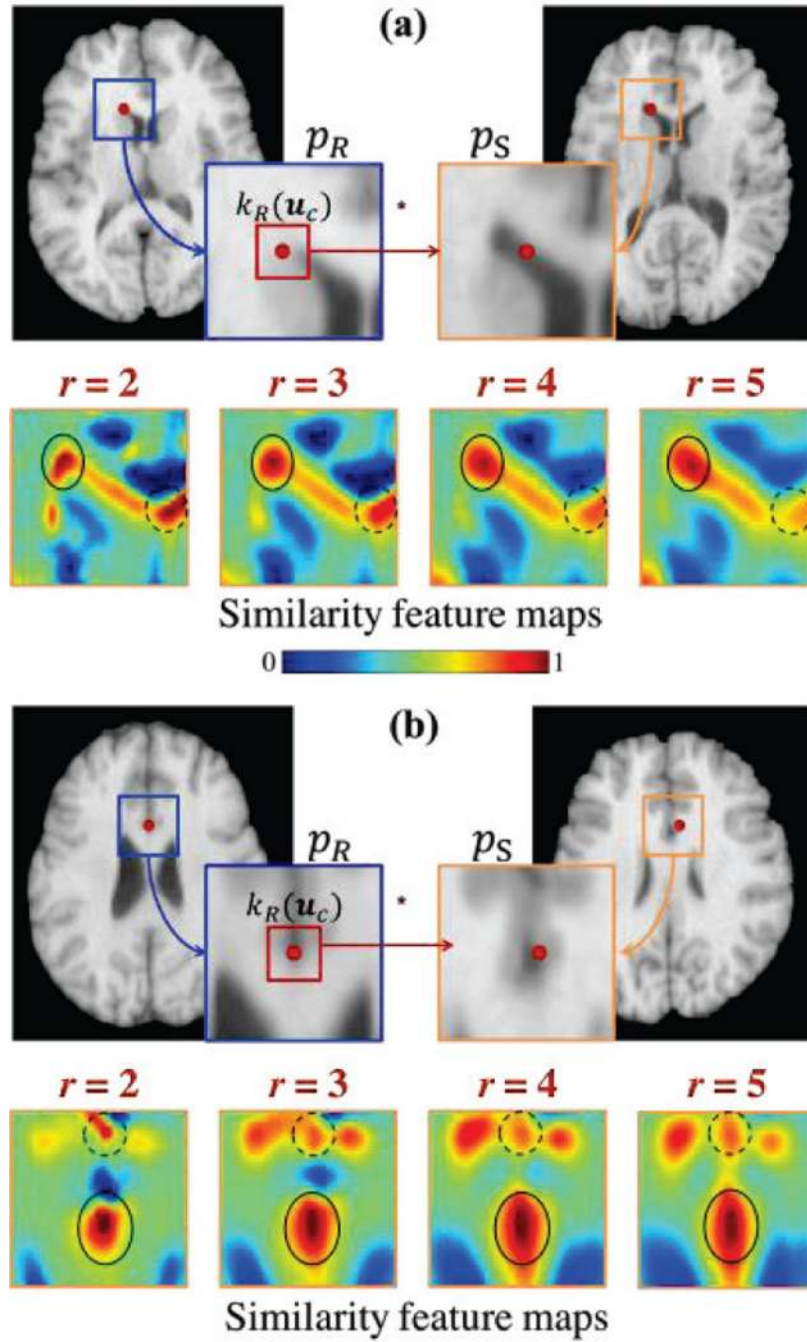 (a)
p_R p_S
k_R(u_c) *
r = 2 r = 3 r = 4 r = 5
Similarity feature maps
0 1
(b)
p_R p_S
k_R(u_c) *
r = 2 r = 3 r = 4 r = 5
Similarity feature maps